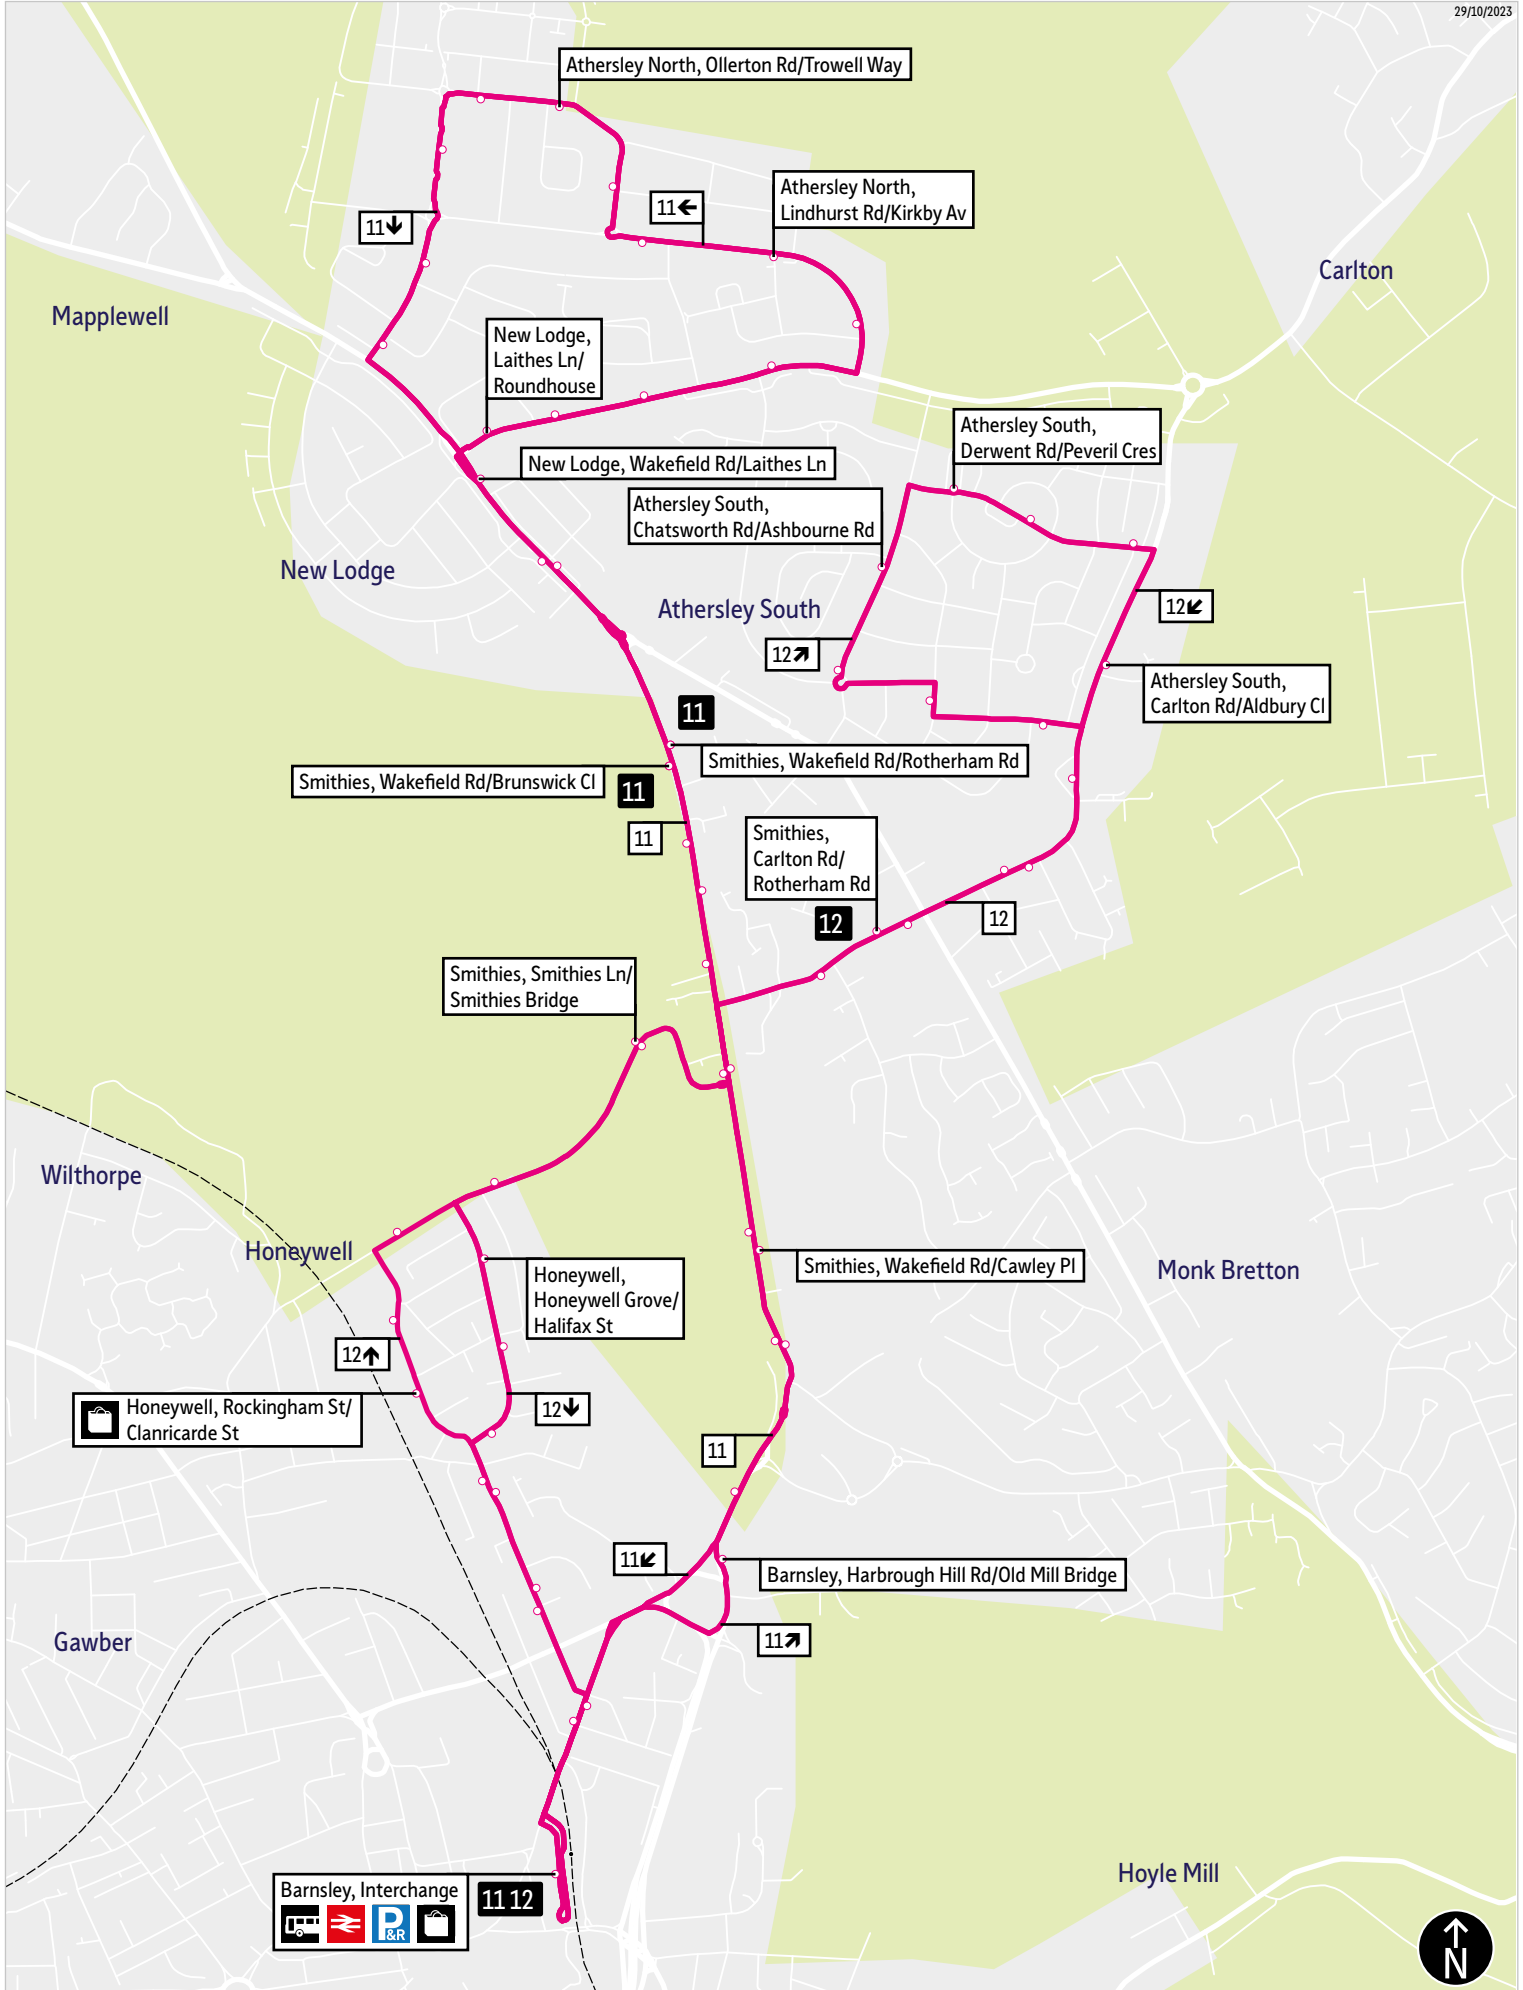 29/10/2023
Athersley North, Ollerton Rd/Trowell Way
Athersley North,
Lindhurst Rd/Kirkby Av
11←
11↓
Carlton
Mapplewell
New Lodge,
Laithes Ln/
Roundhouse
Athersley South,
Derwent Rd/Peveril Cres
New Lodge, Wakefield Rd/Laithes Ln
Athersley South,
Chatsworth Rd/Ashbourne Rd
New Lodge
Athersley South
12↙
12↗
Athersley South,
Carlton Rd/Aldbury Cl
11
Smithies, Wakefield Rd/Rotherham Rd
Smithies, Wakefield Rd/Brunswick Cl
11
11
Smithies,
Carlton Rd/
Rotherham Rd
12
12
Smithies, Smithies Ln/
Smithies Bridge
Wilthorpe
Honeywell
Smithies, Wakefield Rd/Cawley Pl
Monk Bretton
Honeywell,
Honeywell Grove/
Halifax St
12↑
12↓
Honeywell, Rockingham St/
Clanricarde St
11
11↙
Barnsley, Harbrough Hill Rd/Old Mill Bridge
11↗
Gawber
Hoyle Mill
Barnsley, Interchange
11 12
P
&R
N